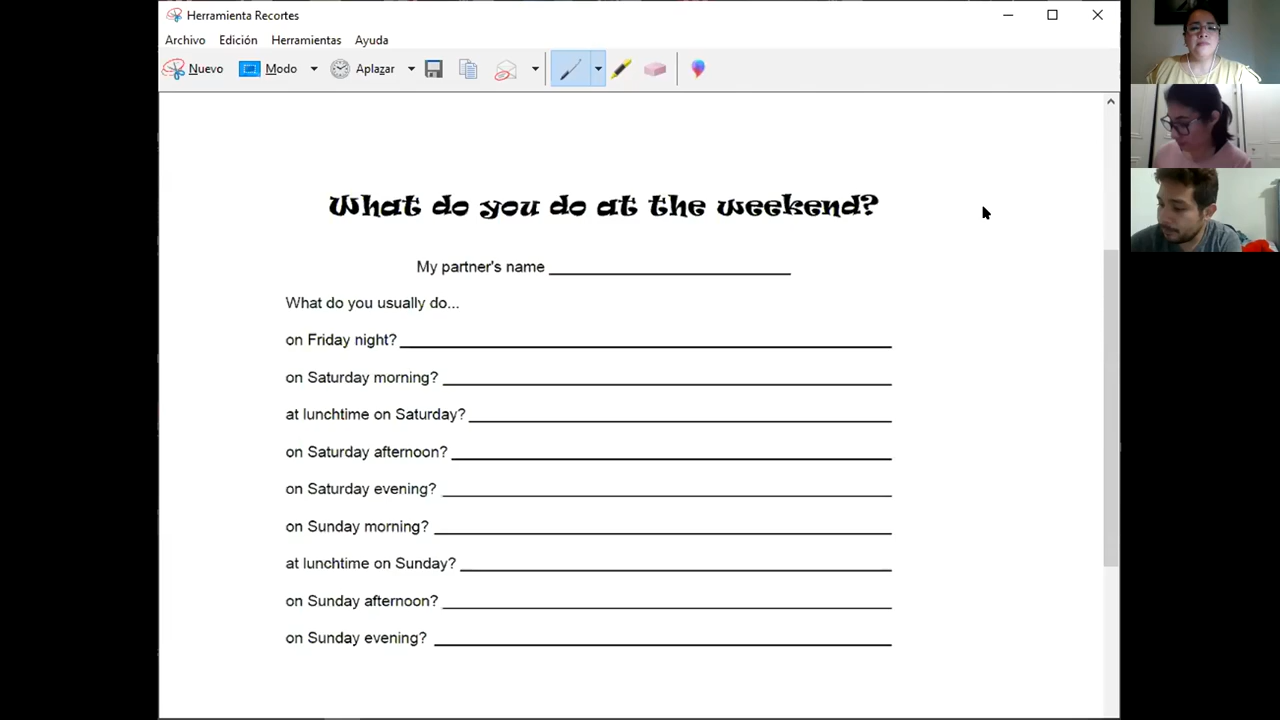 Herramienta Recortes
Archivo Edición Herramientas Ayuda
Nuevo Modo Aplazar
What do you do at the weekend?
My partner's name
What do you usually do...
on Friday night?
on Saturday morning?
at lunchtime on Saturday?
on Saturday afternoon?
on Saturday evening?
on Sunday morning?
at lunchtime on Sunday?
on Sunday afternoon?
on Sunday evening?